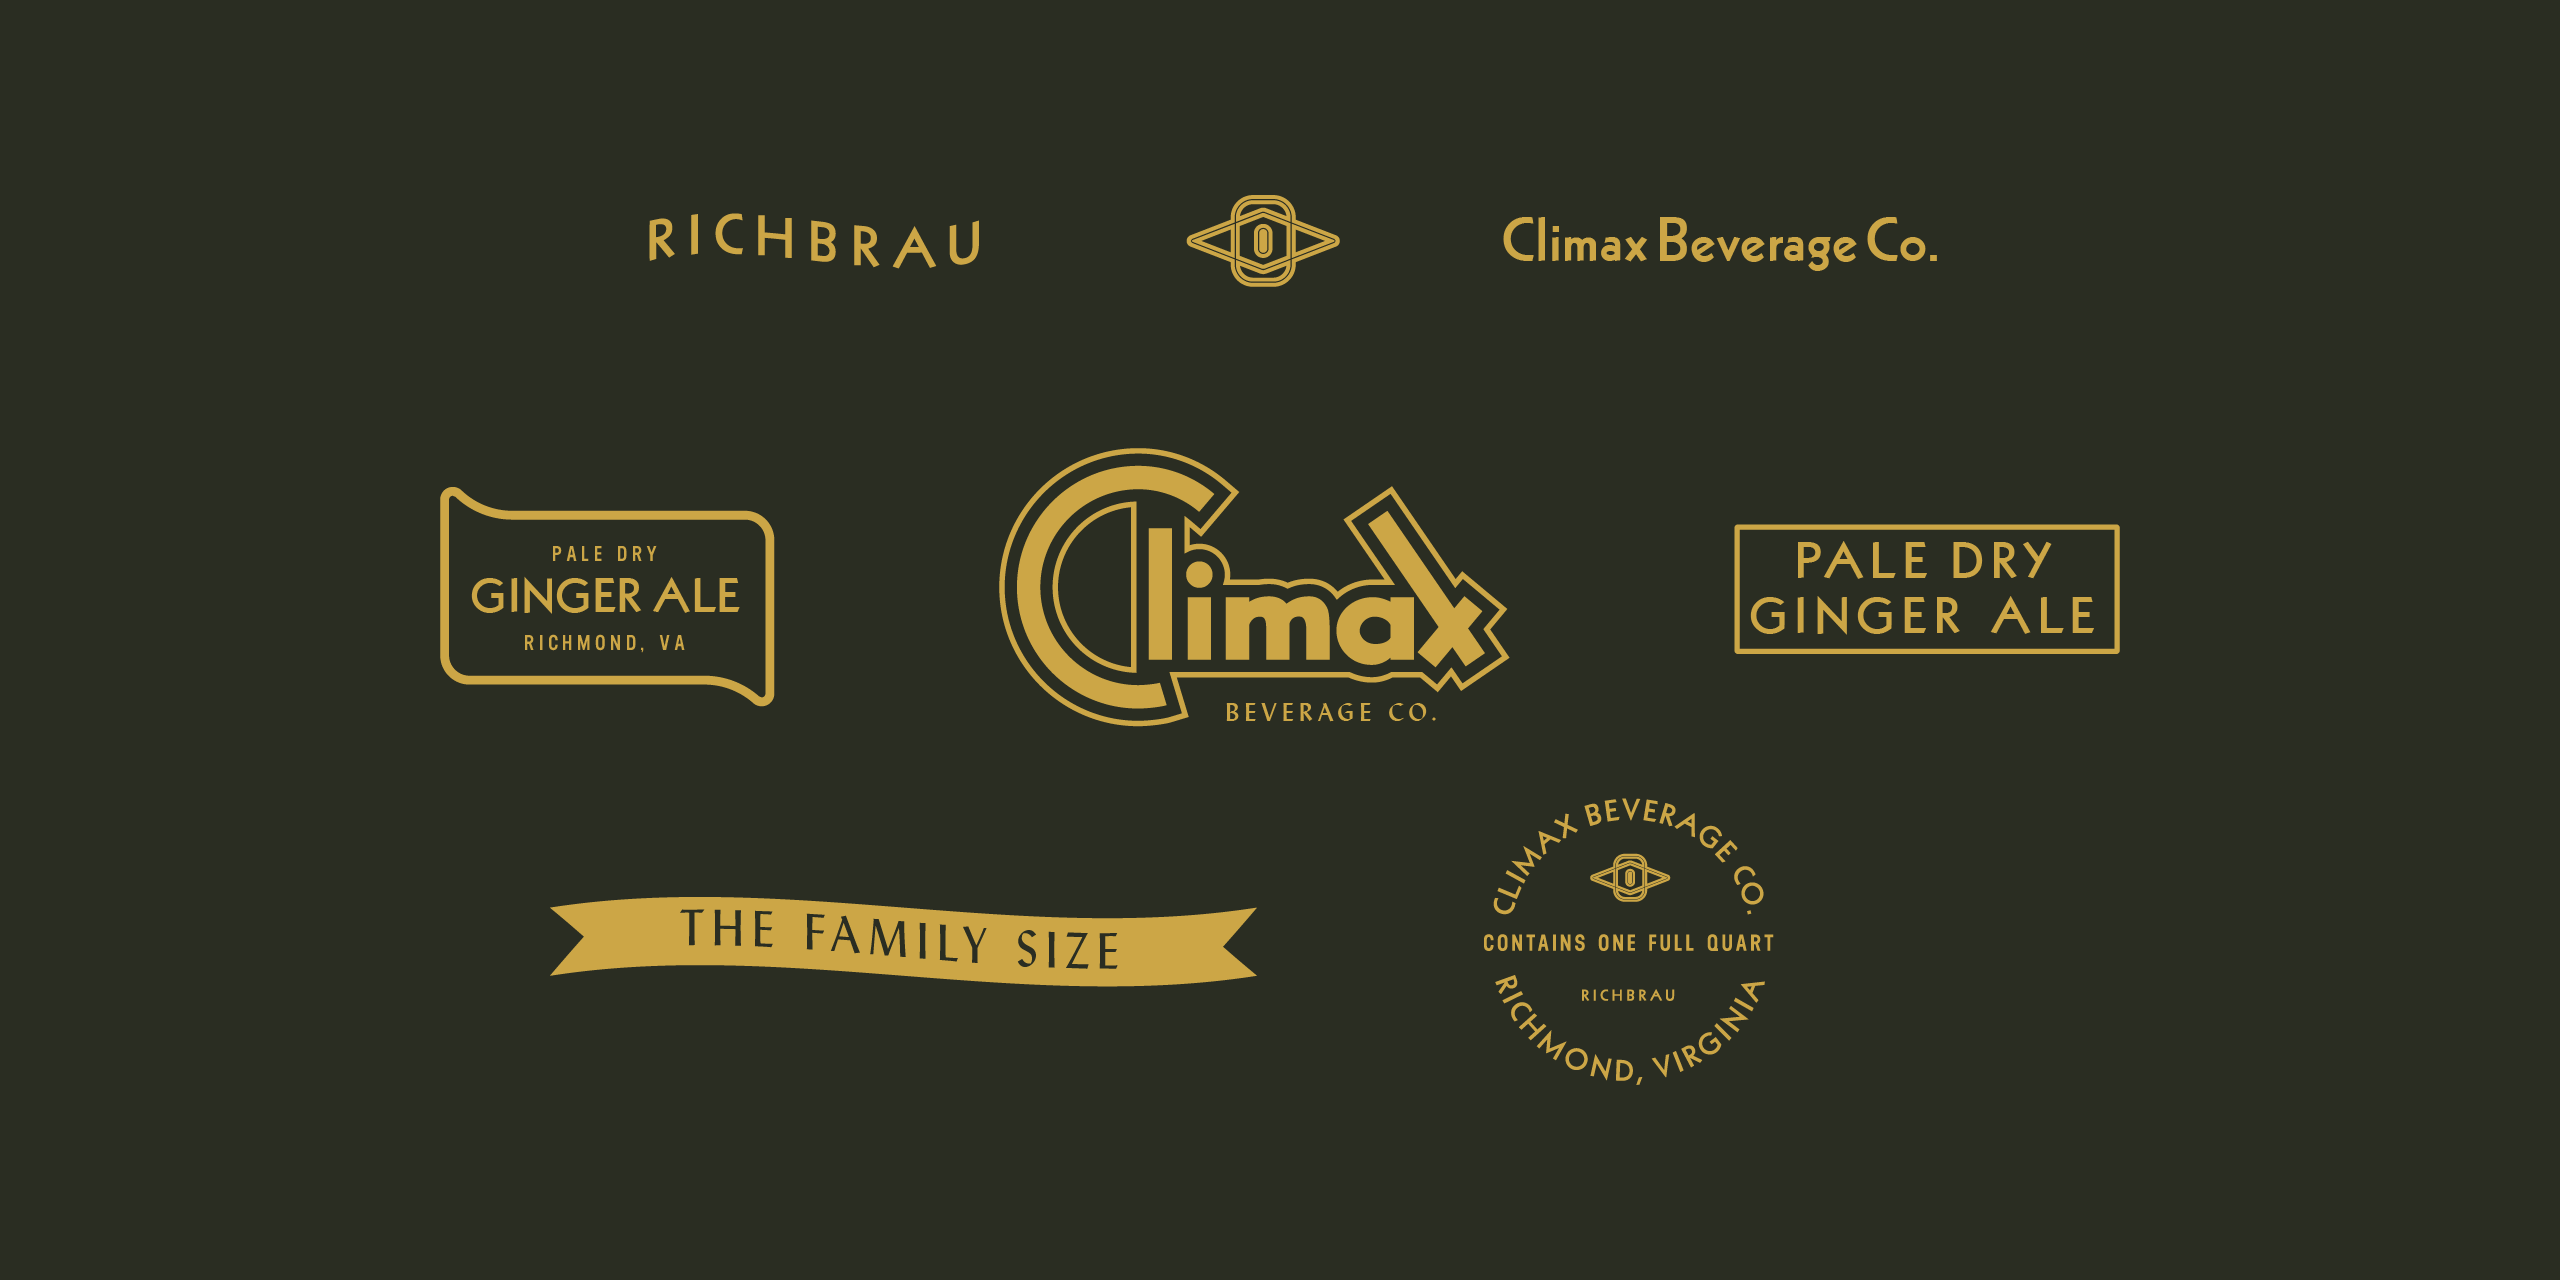 RICHBRAU
Climax Beverage Co.
PALE DRY
GINGER ALE
RICHMOND, VA
Climax
BEVERAGE CO.
PALE DRY
GINGER ALE
THE FAMILY SIZE
CLIMAX BEVERAGE CO.
CONTAINS ONE FULL QUART
RICHBRAU
RICHMOND, VIRGINIA